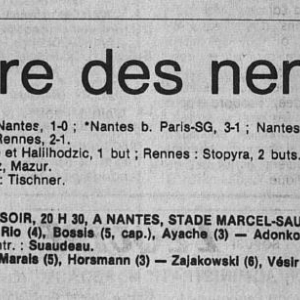 re des ner
Nantes, 1-0 ; *Nantes b. Paris-SG, 3-1 ; Nantes
Rennes, 2-1.
e et Halilhodzic, 1 but ; Rennes : Stopyra, 2 buts.
z, Mazur.
: Tischner.
SOIR, 20 H 30, A NANTES, STADE MARCEL-SAU
Rio (4), Bossis (5, cap.), Ayache (3) — Adonko
ntr. : Suaudeau.
Marais (5), Horsmann (3) — Zajakowski (6), Vésir